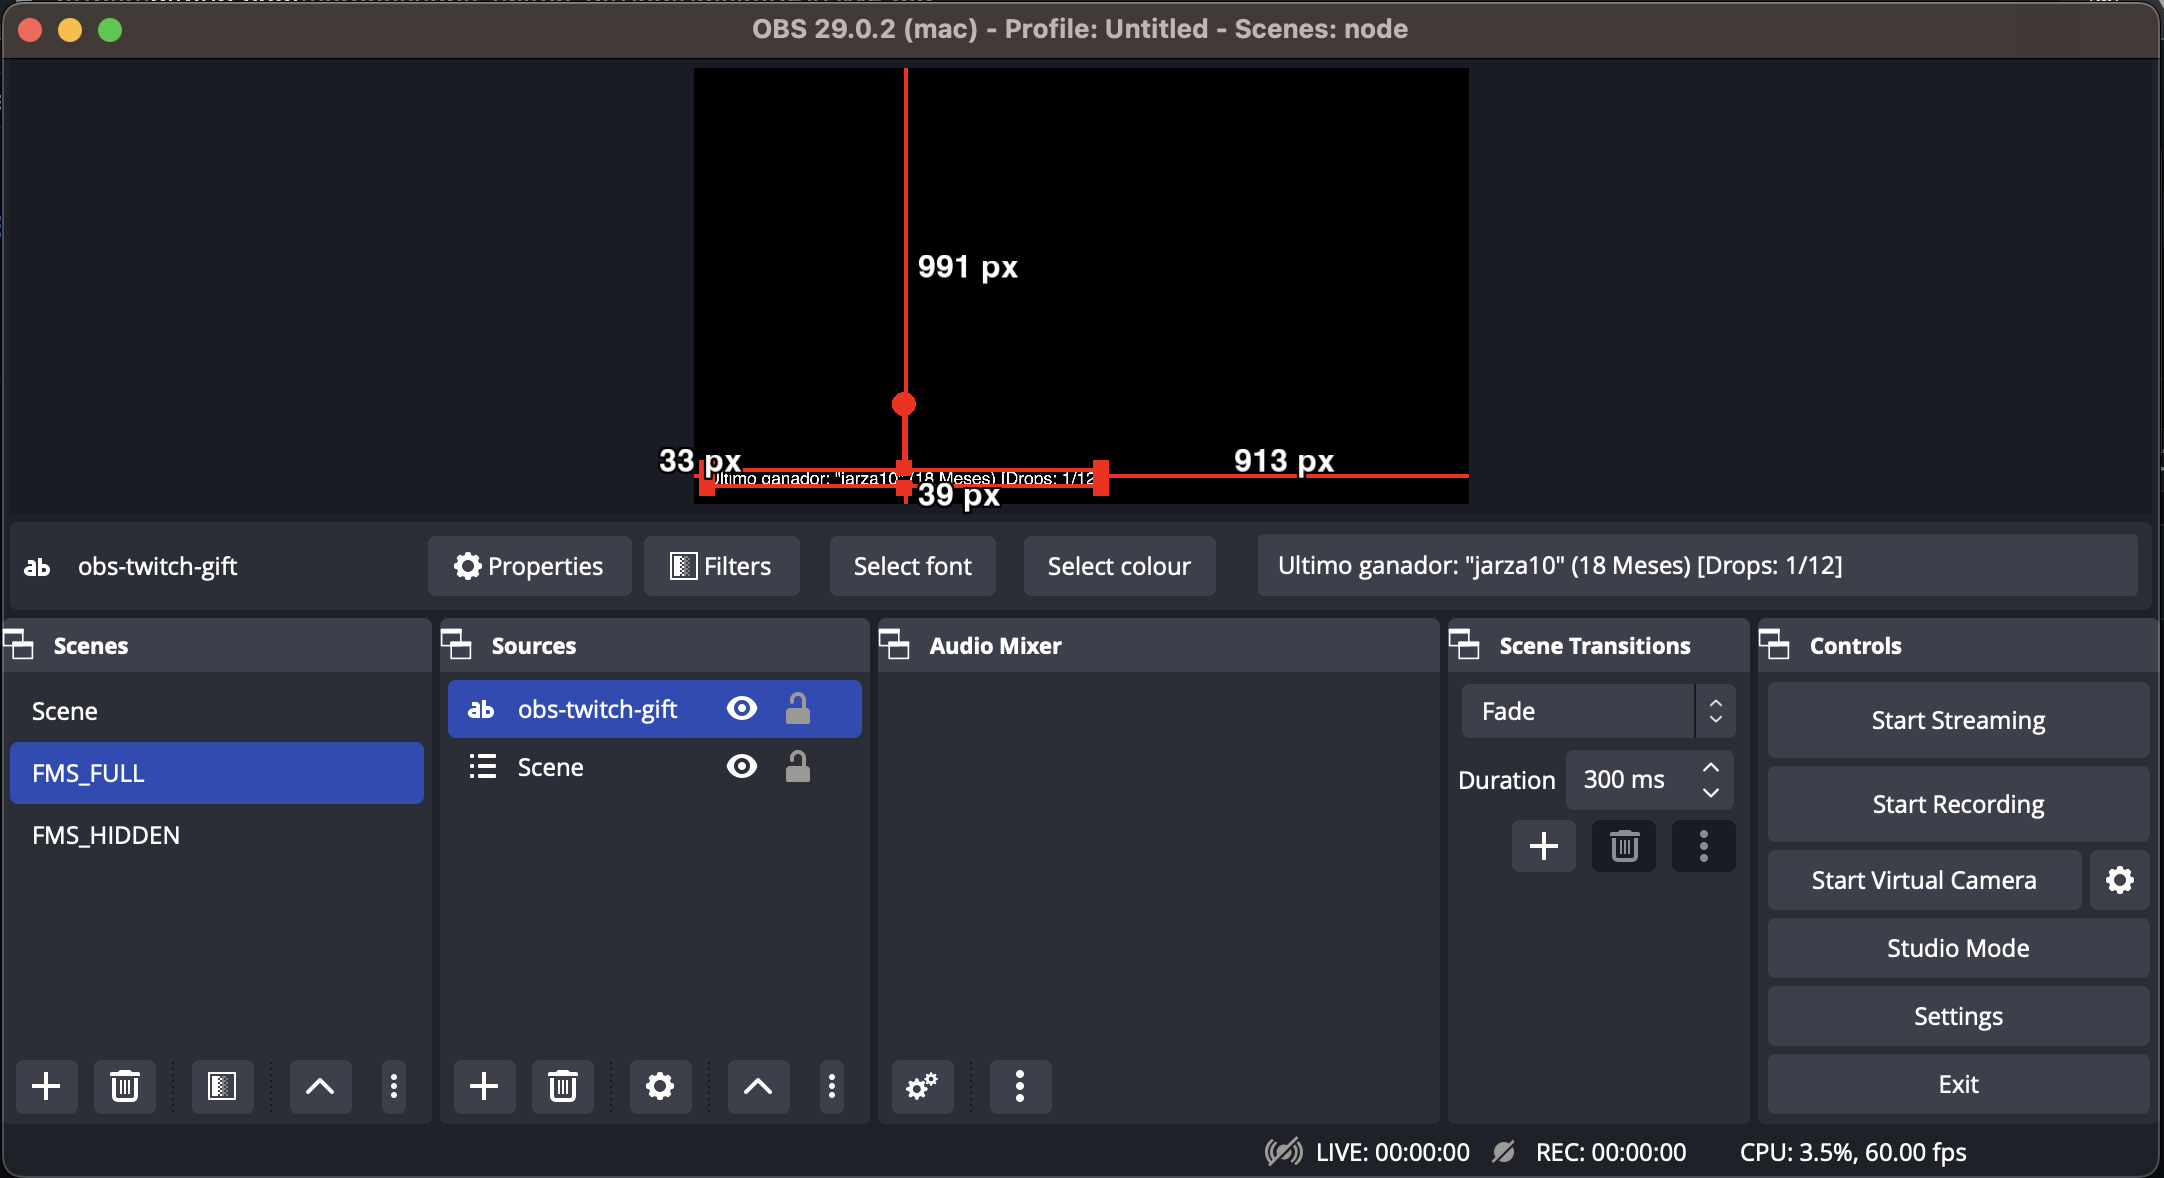 OBS 29.0.2 (mac) - Profile: Untitled - Scenes: node
991 px
33 px
913 px
Ultimo ganador: "jarza10" (18 Meses) [Drops: 1/12
39 px
ab obs-twitch-gift
Properties
Filters
Select font
Select colour
Ultimo ganador: "jarza10" (18 Meses) [Drops: 1/12]
Scenes
Scene
FMS_FULL
FMS_HIDDEN
Sources
ab obs-twitch-gift
Scene
Audio Mixer
Scene Transitions
Fade
Duration 300 ms
Controls
Start Streaming
Start Recording
Start Virtual Camera
Studio Mode
Settings
Exit
LIVE: 00:00:00
REC: 00:00:00
CPU: 3.5%, 60.00 fps